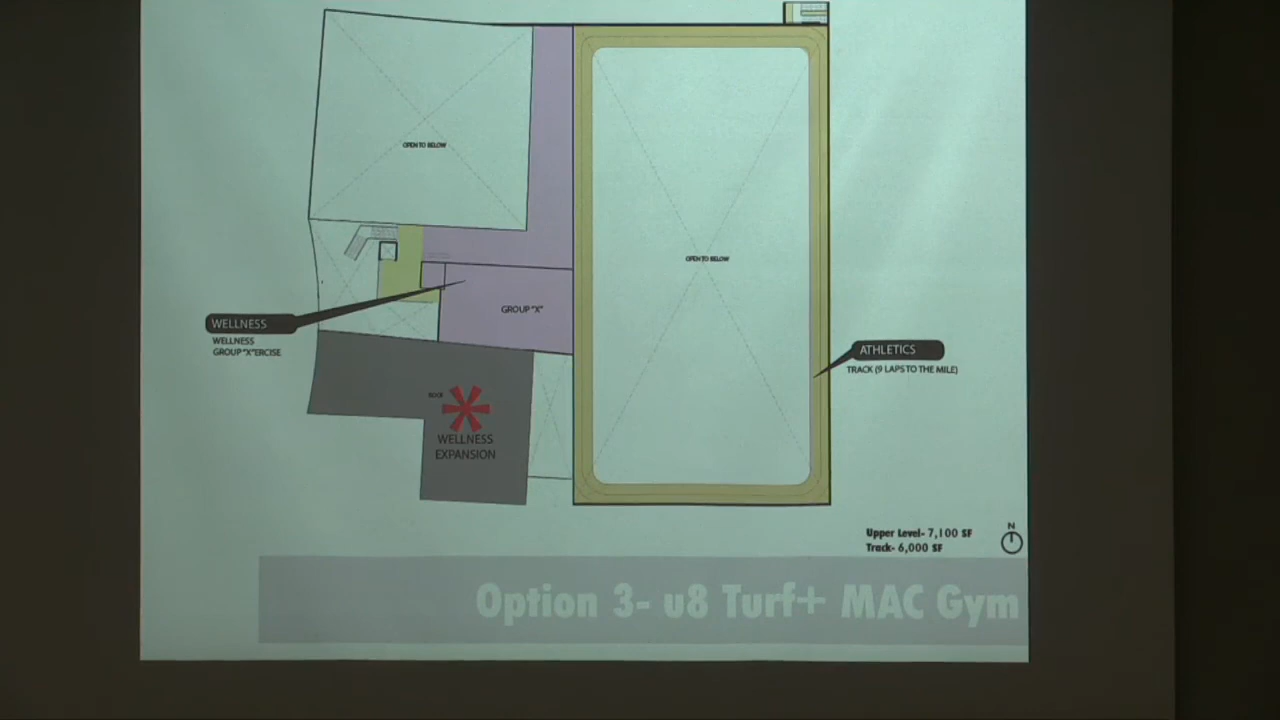 OPEN TO BELOW
OPEN TO BELOW
GROUP "X"
WELLNESS
WELLNESS
GROUP "X"ERCISE
ATHLETICS
TRACK (9 LAPS TO THE MILE)
ROOF
WELLNESS
EXPANSION
Upper Level- 7,100 SF
Track- 6,000 SF
N
Option 3- u8 Turf+ MAC Gym